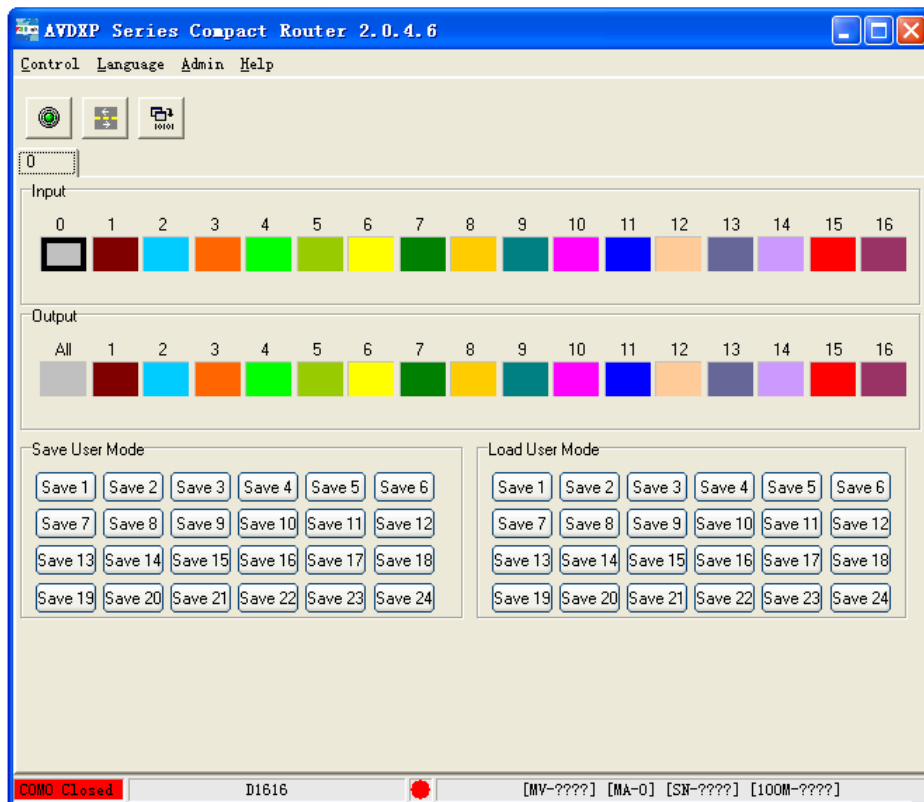 AVDXP Series Compact Router 2.0.4.6
Control Language Admin Help
10101
0
Input
0 1 2 3 4 5 6 7 8 9 10 11 12 13 14 15 16
Output
All 1 2 3 4 5 6 7 8 9 10 11 12 13 14 15 16
Save User Mode
Save 1 Save 2 Save 3 Save 4 Save 5 Save 6
Save 7 Save 8 Save 9 Save 10 Save 11 Save 12
Save 13 Save 14 Save 15 Save 16 Save 17 Save 18
Save 19 Save 20 Save 21 Save 22 Save 23 Save 24
Load User Mode
Save 1 Save 2 Save 3 Save 4 Save 5 Save 6
Save 7 Save 8 Save 9 Save 10 Save 11 Save 12
Save 13 Save 14 Save 15 Save 16 Save 17 Save 18
Save 19 Save 20 Save 21 Save 22 Save 23 Save 24
COM0 Closed D1616 [MV-????] [MA-0] [SN-????] [100M-????]